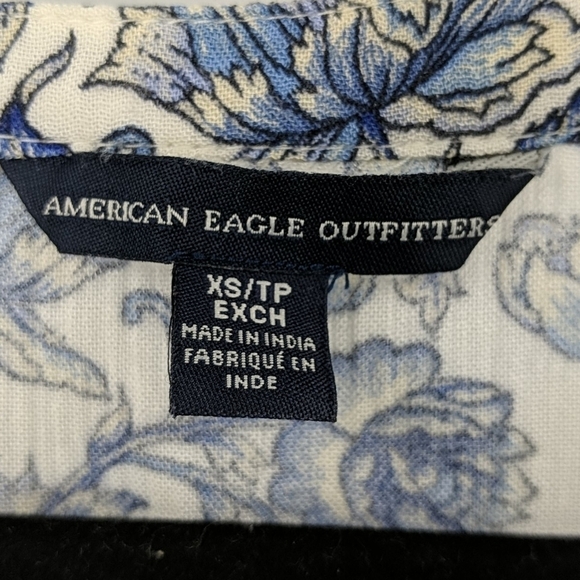 AMERICAN EAGLE OUTFITTERS
XS/TP
EXCH
MADE IN INDIA
FABRIQUÉ EN
INDE